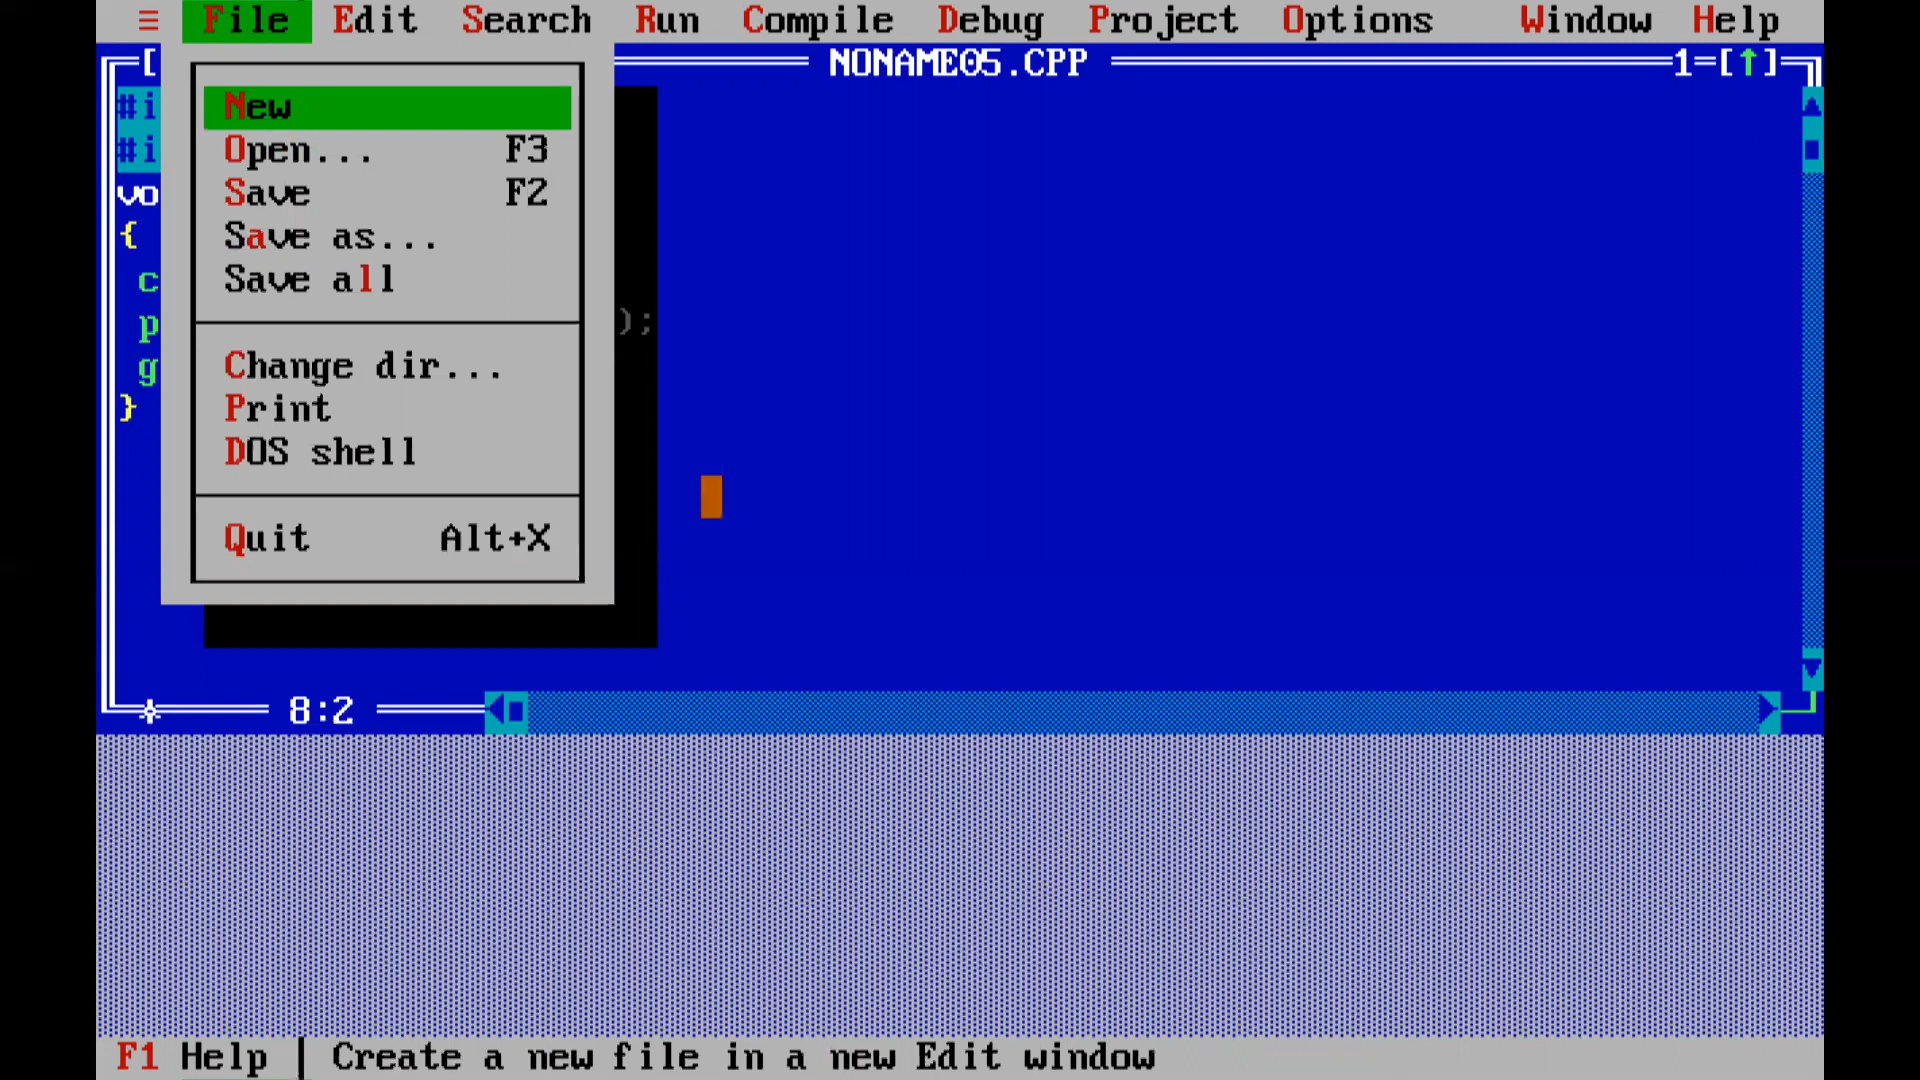 ≡ File Edit Search Run Compile Debug Project Options Window Help
[ NONAME05.CPP 1=[↑]
#i
#i
vo
{
c
p );
g
}
New
Open... F3
Save F2
Save as...
Save all
Change dir...
Print
DOS shell
Quit Alt+X
8:2
F1 Help | Create a new file in a new Edit window